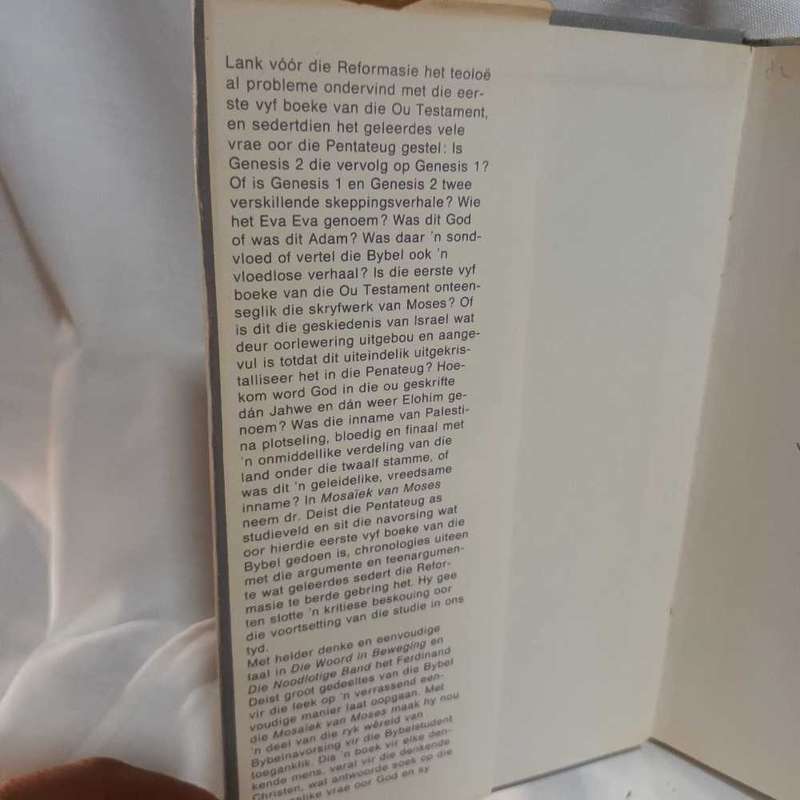 Lank vóór die Reformasie het teoloë
al probleme ondervind met die eer-
ste vyf boeke van die Ou Testament,
en sedertdien het geleerdes vele
vrae oor die Pentateug gestel: Is
Genesis 2 die vervolg op Genesis 1?
Of is Genesis 1 en Genesis 2 twee
verskillende skeppingsverhale? Wie
het Eva Eva genoem? Was dit God
of was dit Adam? Was daar 'n sond-
vloed of vertel die Bybel ook 'n
vloedlose verhaal? Is die eerste vyf
boeke van die Ou Testament onteen-
seglik die skryfwerk van Moses? Of
is dit die geskiedenis van Israel wat
deur oorlewering uitgebou en aange-
vul is totdat dit uiteindelik uitgekris-
talliseer het in die Penateug? Hoe-
kom word God in die ou geskrifte
dán Jahwe en dán weer Elohim ge-
noem? Was die inname van Palesti-
na plotseling, bloedig en finaal met
'n onmiddellike verdeling van die
land onder die twaalf stamme, of
was dit 'n geleidelike, vreedsame
inname? In Mosaïek van Moses
neem dr. Deist die Pentateug as
studieveld en sit die navorsing wat
oor hierdie eerste vyf boeke van die
Bybel gedoen is, chronologies uiteen
met die argumente en teenargumen-
te wat geleerdes sedert die Refor-
masie te berde gebring het. Hy gee
ten slotte 'n kritiese beskouing oor
die voortsetting van die studie in ons
tyd.
Met helder denke en eenvoudige
taal in Die Woord in Beweging en
Die Noodlotige Band het Ferdinand
Deist groot gedeeltes van die Bybel
vir die leek op 'n verrassend een-
voudige manier laat oopgaan. Met
die Mosaïek van Moses maak hy nou
'n deel van die ryk wêreld van
Bybelnavorsing vir die Bybelstudent
toeganklik. Dis 'n boek vir elke den-
kende mens, veral vir die denkende
Christen, wat antwoorde soek op die
vrae oor God en sy